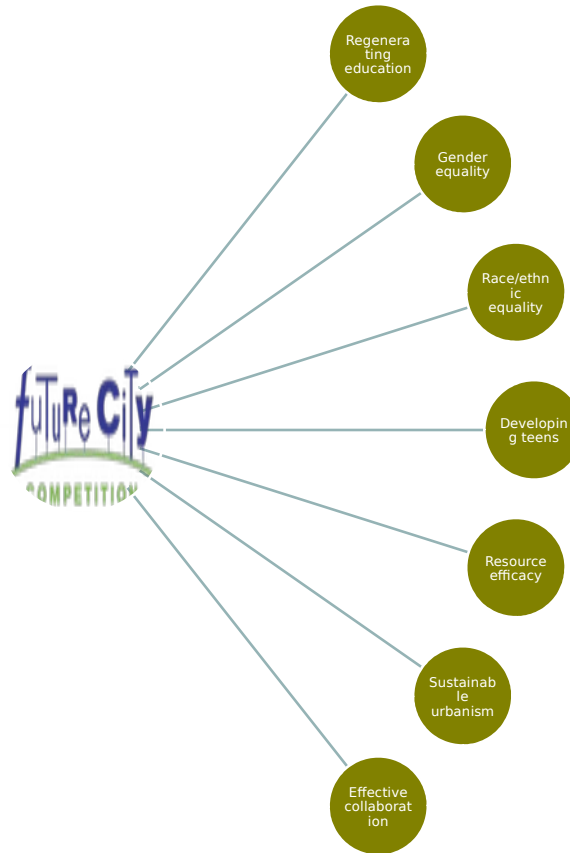 Regenera
ting
education
Gender
equality
Race/ethn
ic
equality
fuTuRe CiTy
COMPETITION
Developin
g teens
Resource
efficacy
Sustainab
le
urbanism
Effective
collaborat
ion